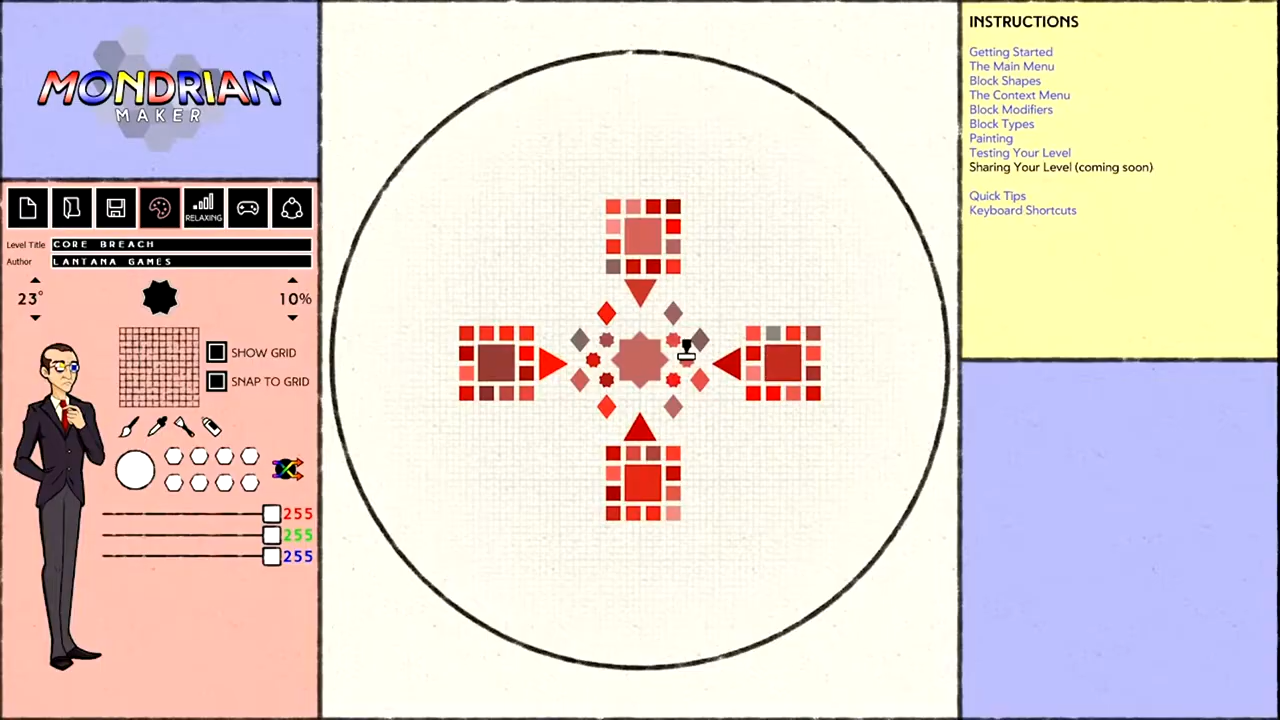 MONDRIAN
MAKER
RELAXING
Level Title CORE BREACH
Author LANTANA GAMES
23° 10%
SHOW GRID
SNAP TO GRID
255
255
255
INSTRUCTIONS
Getting Started
The Main Menu
Block Shapes
The Context Menu
Block Modifiers
Block Types
Painting
Testing Your Level
Sharing Your Level (coming soon)
Quick Tips
Keyboard Shortcuts